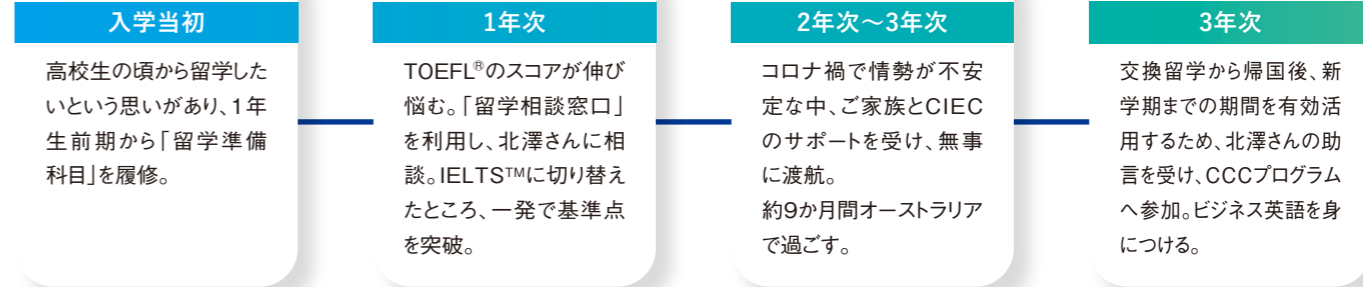 入学当初
高校生の頃から留学した
いという思いがあり、1年
生前期から「留学準備
科目」を履修。
1年次
TOEFL®のスコアが伸び
悩む。「留学相談窓口」
を利用し、北澤さんに相
談。IELTS™に切り替え
たところ、一発で基準点
を突破。
2年次～3年次
コロナ禍で情勢が不安
定な中、ご家族とCIEC
のサポートを受け、無事
に渡航。
約9か月間オーストラリア
で過ごす。
3年次
交換留学から帰国後、新
学期までの期間を有効活
用するため、北澤さんの助
言を受け、CCCプログラム
へ参加。ビジネス英語を身
につける。